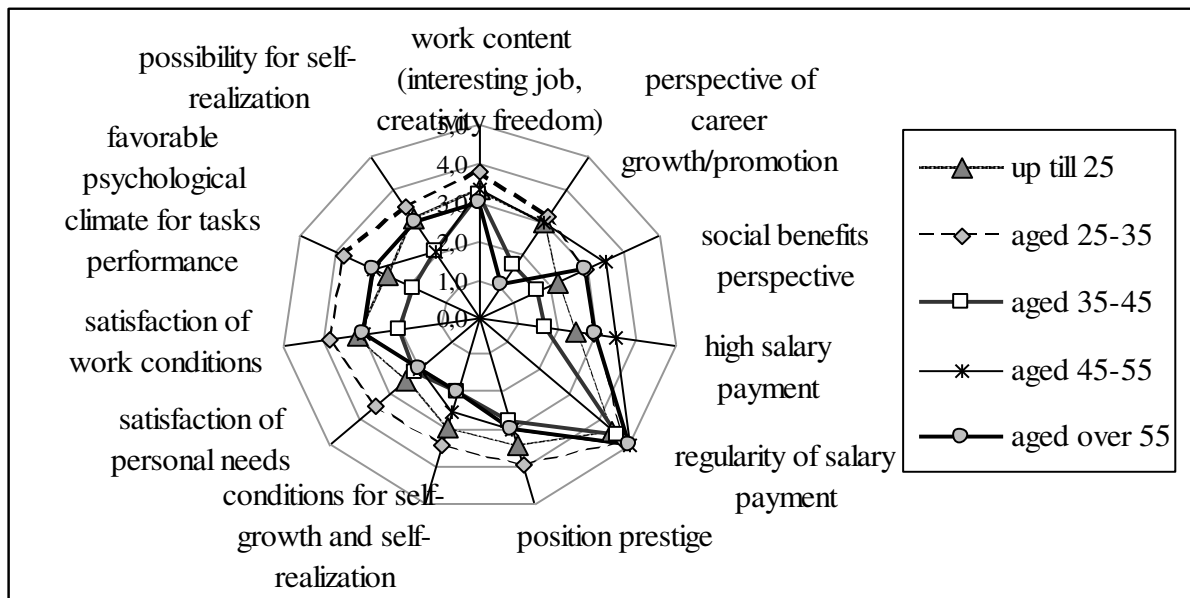 work content
(interesting job,
creativity freedom)
perspective of
career
growth/promotion
social benefits
perspective
high salary
payment
regularity of salary
payment
position prestige
conditions for self-
growth and self-
realization
satisfaction of
personal needs
satisfaction of
work conditions
favorable
psychological
climate for tasks
performance
possibility for self-
realization
5,0
4,0
3,0
2,0
1,0
0,0
up till 25
aged 25-35
aged 35-45
aged 45-55
aged over 55